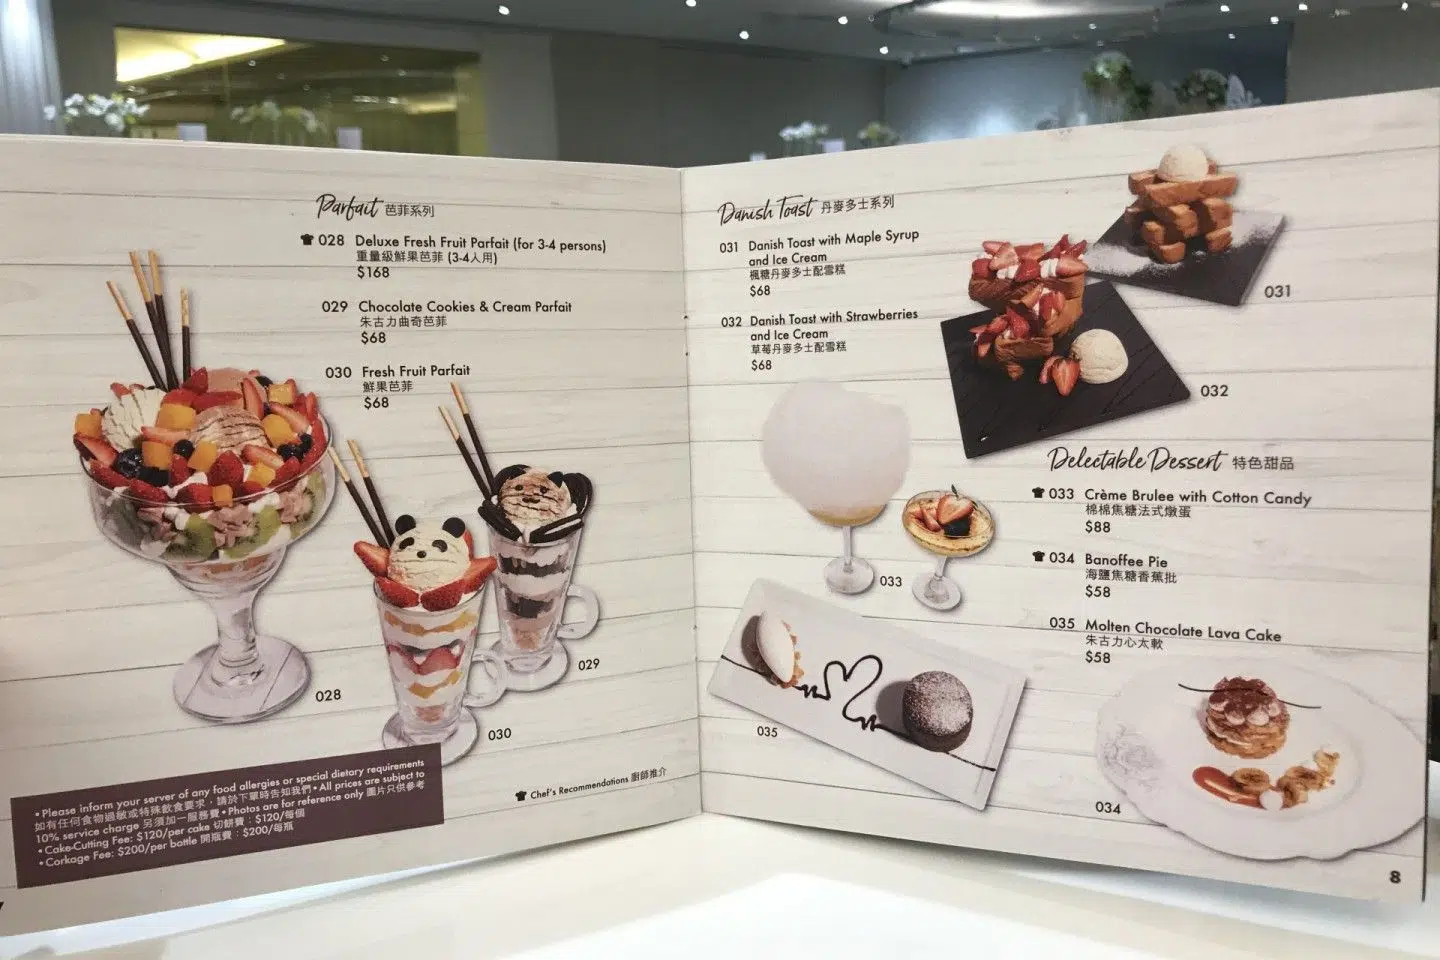 Parfait 芭菲系列
028 Deluxe Fresh Fruit Parfait (for 3-4 persons)
重量級鮮果芭菲 (3-4人用)
$168
029 Chocolate Cookies & Cream Parfait
朱古力曲奇芭菲
$68
030 Fresh Fruit Parfait
鮮果芭菲
$68
028
029
030
• Please inform your server of any food allergies or special dietary requirements
如有任何食物過敏或特殊飲食要求，請於下單時告知我們 • All prices are subject to
10% service charge 另須加一服務費 • Photos are for reference only 圖片只供參考
• Cake-Cutting Fee: $120/per cake 切餅費：$120/每個
• Corkage Fee: $200/per bottle 開瓶費：$200/每瓶
Chef's Recommendations 廚師推介
Danish Toast 丹麥多士系列
031 Danish Toast with Maple Syrup
and Ice Cream
楓糖丹麥多士配雪糕
$68
032 Danish Toast with Strawberries
and Ice Cream
草莓丹麥多士配雪糕
$68
031
032
Delectable Dessert 特色甜品
033 Crème Brulee with Cotton Candy
棉棉焦糖法式燉蛋
$88
034 Banoffee Pie
海鹽焦糖香蕉批
$58
035 Molten Chocolate Lava Cake
朱古力心太軟
$58
033
035
034
8